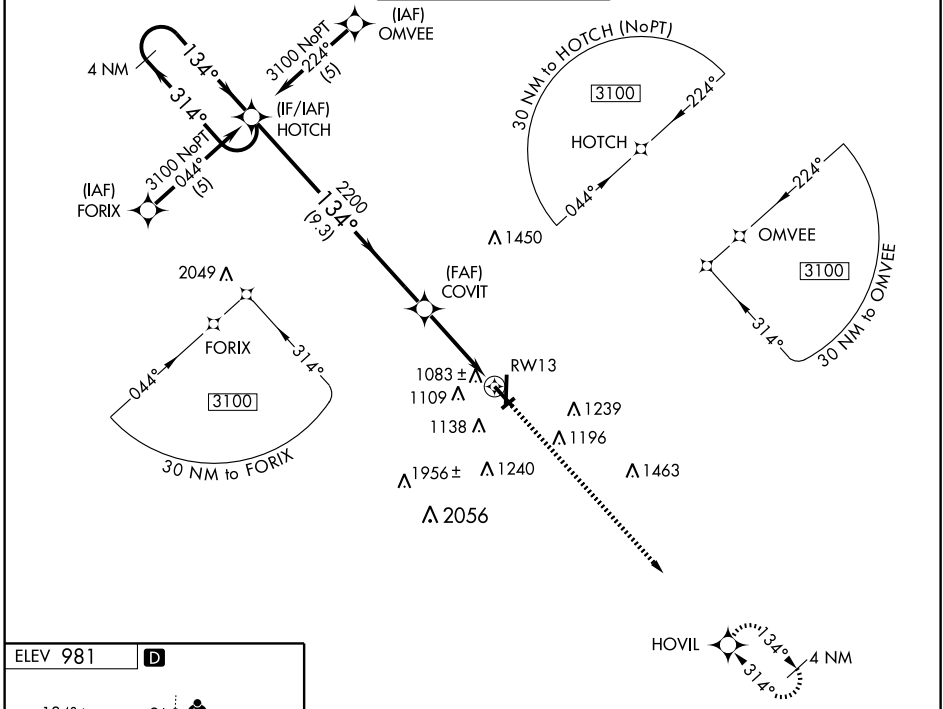 (IAF)
OMVEE
3100 NoPT
224°
(5)
4 NM
134°
314°
(IF/IAF)
HOTCH
3100 NoPT
044°
(5)
(IAF)
FORIX
2200
134°
(9.3)
30 NM to HOTCH (NoPT)
3100
224°
HOTCH
044°
1450
224°
OMVEE
3100
314°
30 NM to OMVEE
(FAF)
COVIT
2049
FORIX
044°
314°
3100
30 NM to FORIX
RW13
1083 ±
1109
1138
1239
1196
1956 ±
1240
1463
2056
HOVIL
134°
314°
4 NM
ELEV 981
D